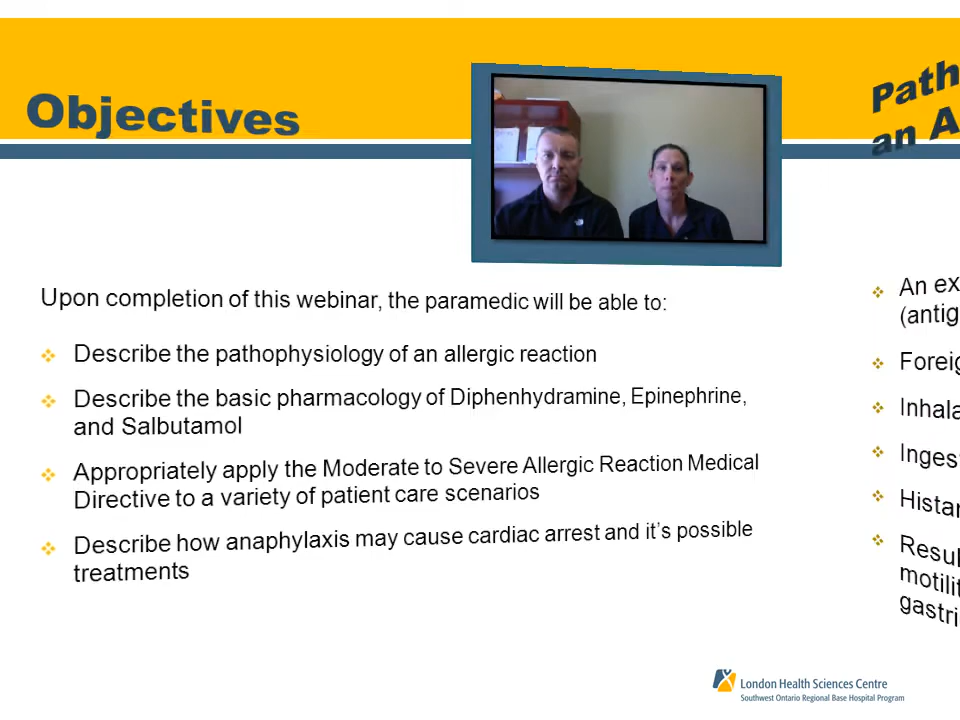 Objectives
Upon completion of this webinar, the paramedic will be able to:
Describe the pathophysiology of an allergic reaction
Describe the basic pharmacology of Diphenhydramine, Epinephrine,
and Salbutamol
Appropriately apply the Moderate to Severe Allergic Reaction Medical
Directive to a variety of patient care scenarios
Describe how anaphylaxis may cause cardiac arrest and it's possible
treatments
Path
an A
An ex
(antig
Foreig
Inhala
Inges
Histar
Resul
motilit
gastri
London Health Sciences Centre
Southwest Ontario Regional Base Hospital Program